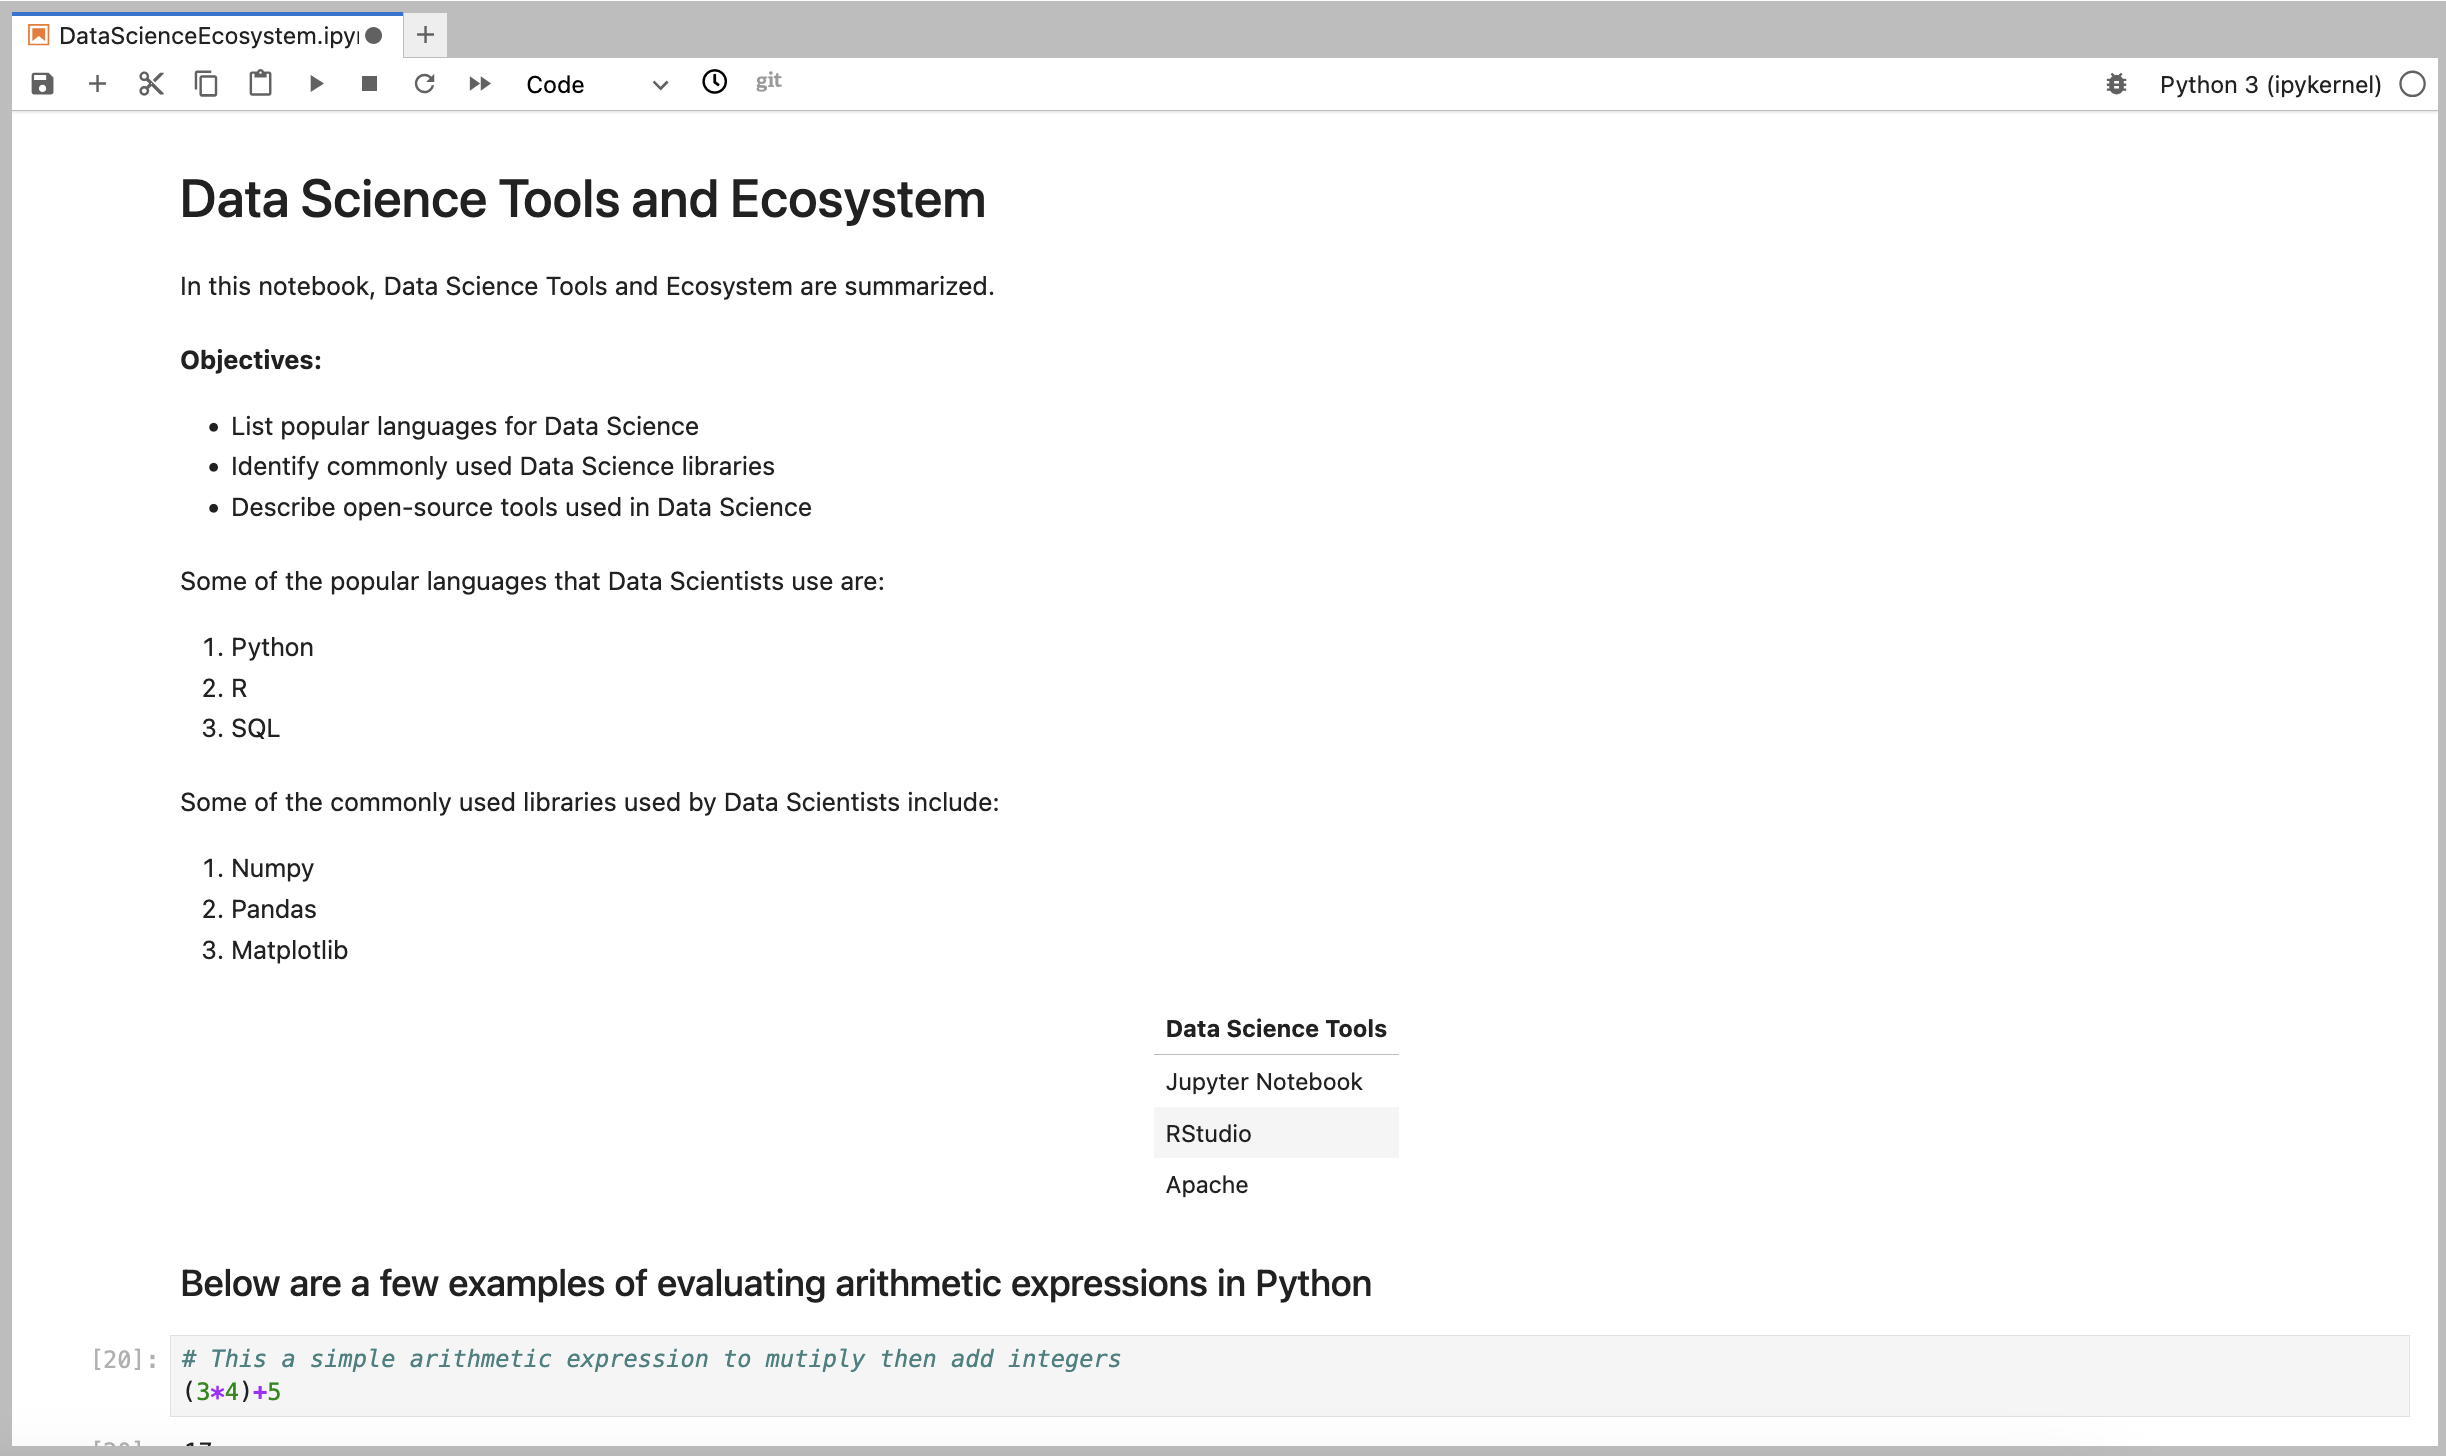 DataScienceEcosystem.ipyn
Code
git
Python 3 (ipykernel)
Data Science Tools and Ecosystem
In this notebook, Data Science Tools and Ecosystem are summarized.
Objectives:
• List popular languages for Data Science
• Identify commonly used Data Science libraries
• Describe open-source tools used in Data Science
Some of the popular languages that Data Scientists use are:
1. Python
2. R
3. SQL
Some of the commonly used libraries used by Data Scientists include:
1. Numpy
2. Pandas
3. Matplotlib
Data Science Tools
Jupyter Notebook
RStudio
Apache
Below are a few examples of evaluating arithmetic expressions in Python
[20]: # This a simple arithmetic expression to mutiply then add integers
(3*4)+5